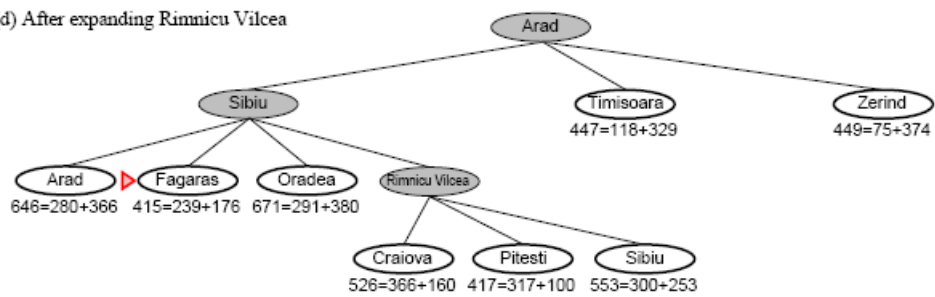 d) After expanding Rimnicu Vilcea
Arad
Sibiu
Timisoara
Zerind
447=118+329
449=75+374
Arad
Fagaras
Oradea
Rimnicu Vilcea
646=280+366
415=239+176
671=291+380
Craiova
Pitesti
Sibiu
526=366+160
417=317+100
553=300+253